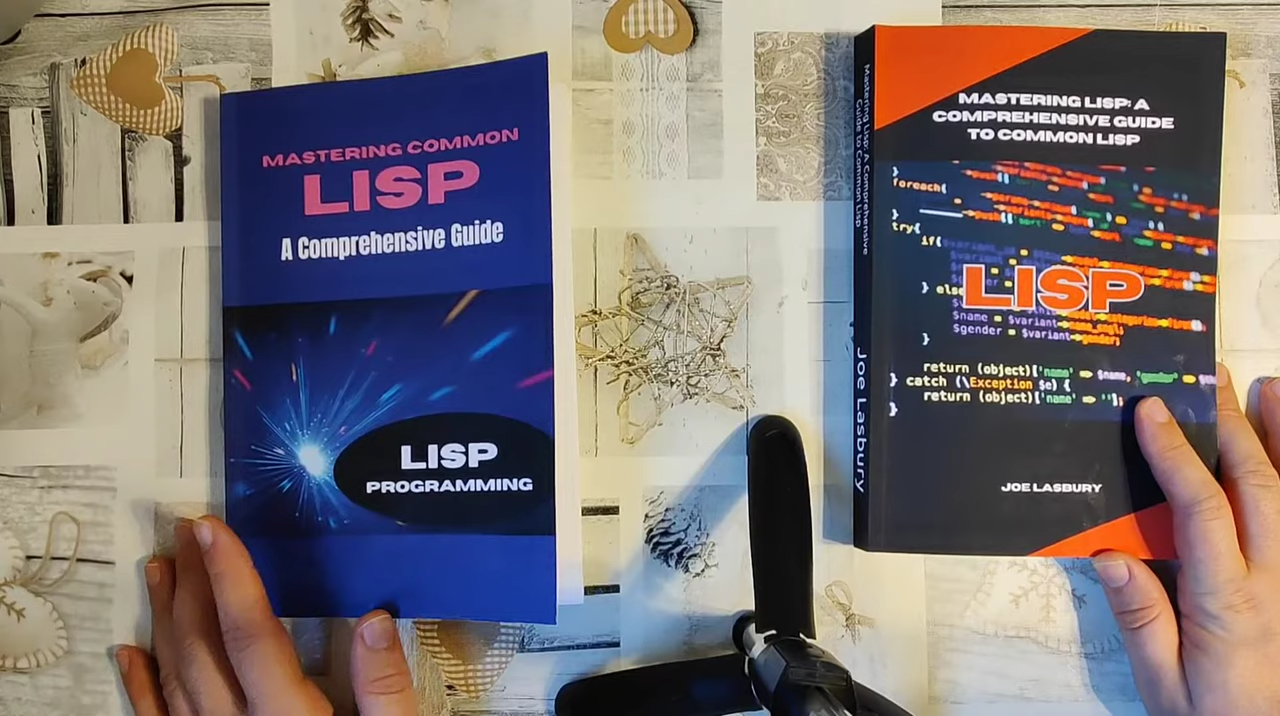 MASTERING COMMON
LISP
A Comprehensive Guide
LISP
PROGRAMMING
Mastering Lisp: A Comprehensive
Guide to Common Lisp
Joe Lasbury
MASTERING LISP: A
COMPREHENSIVE GUIDE
TO COMMON LISP
}
foreach(
}
try{
if(
} else
LISP
$name = $variant
$gender = $variant gender;
}
return (object)['name' => $name, 'gender' =>
} catch (\Exception $e) {
return (object)['name' => ''];
}
JOE LASBURY